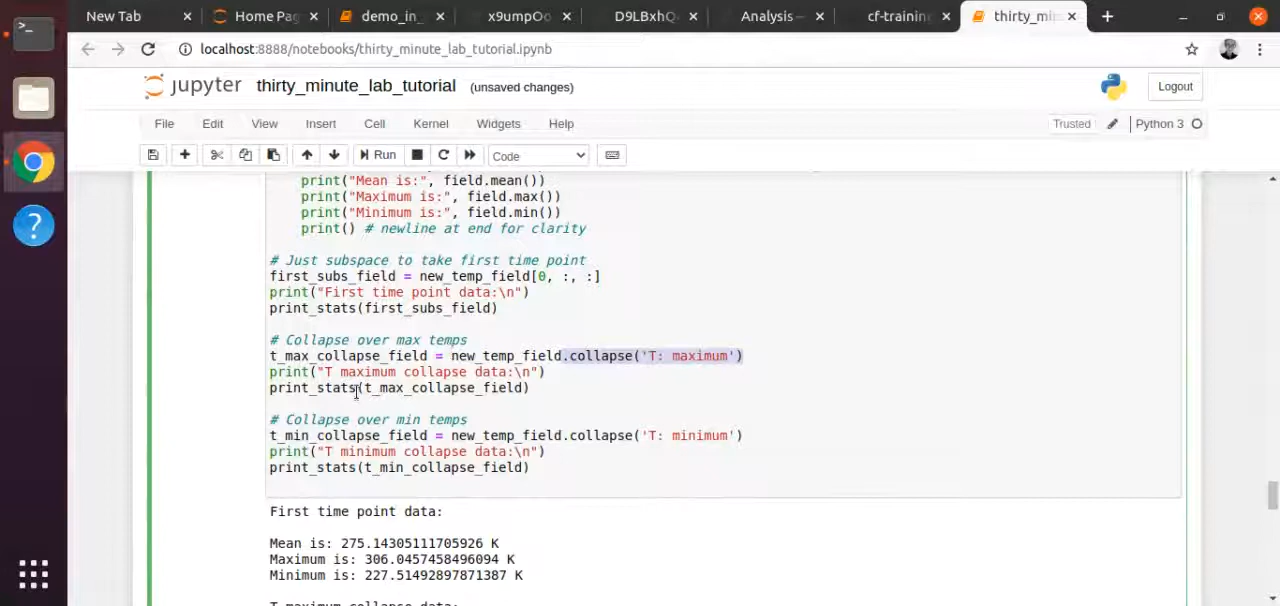 New Tab
Home Pag
demo_in_
x9umpOo
D9LBxhQ
Analysis –
cf-training
thirty_min
localhost:8888/notebooks/thirty_minute_lab_tutorial.ipynb
jupyter thirty_minute_lab_tutorial (unsaved changes)
Logout
File Edit View Insert Cell Kernel Widgets Help
Trusted
Python 3
Run
Code
print("Mean is:", field.mean())
print("Maximum is:", field.max())
print("Minimum is:", field.min())
print() # newline at end for clarity
# Just subspace to take first time point
first_subs_field = new_temp_field[0, :, :]
print("First time point data:\n")
print_stats(first_subs_field)
# Collapse over max temps
t_max_collapse_field = new_temp_field.collapse('T: maximum')
print("T maximum collapse data:\n")
print_stats(t_max_collapse_field)
# Collapse over min temps
t_min_collapse_field = new_temp_field.collapse('T: minimum')
print("T minimum collapse data:\n")
print_stats(t_min_collapse_field)
First time point data:
Mean is: 275.14305111705926 K
Maximum is: 306.0457458496094 K
Minimum is: 227.51492897871387 K
T maximum collapse data: